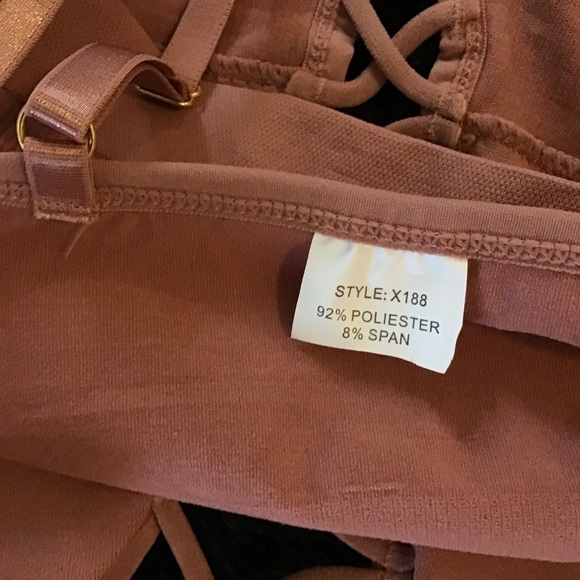 STYLE: X188
92% POLIESTER
8% SPAN